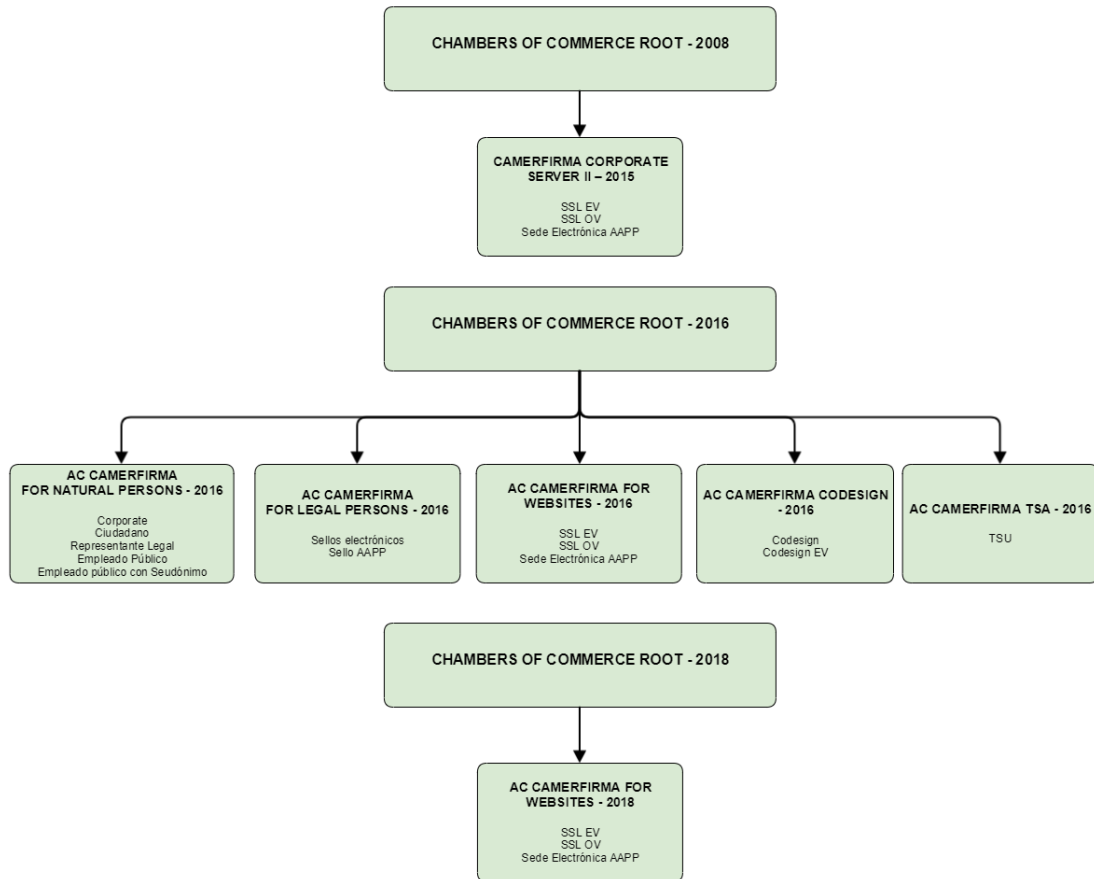 CHAMBERS OF COMMERCE ROOT - 2008
CAMERFIRMA CORPORATE
SERVER II – 2015
SSL EV
SSL OV
Sede Electrónica AAPP
CHAMBERS OF COMMERCE ROOT - 2016
AC CAMERFIRMA
FOR NATURAL PERSONS - 2016
Corporate
Ciudadano
Representante Legal
Empleado Público
Empleado público con Seudónimo
AC CAMERFIRMA
FOR LEGAL PERSONS - 2016
Sellos electrónicos
Sello AAPP
AC CAMERFIRMA FOR
WEBSITES - 2016
SSL EV
SSL OV
Sede Electrónica AAPP
AC CAMERFIRMA CODESIGN
- 2016
Codesign
Codesign EV
AC CAMERFIRMA TSA - 2016
TSU
CHAMBERS OF COMMERCE ROOT - 2018
AC CAMERFIRMA FOR
WEBSITES - 2018
SSL EV
SSL OV
Sede Electrónica AAPP